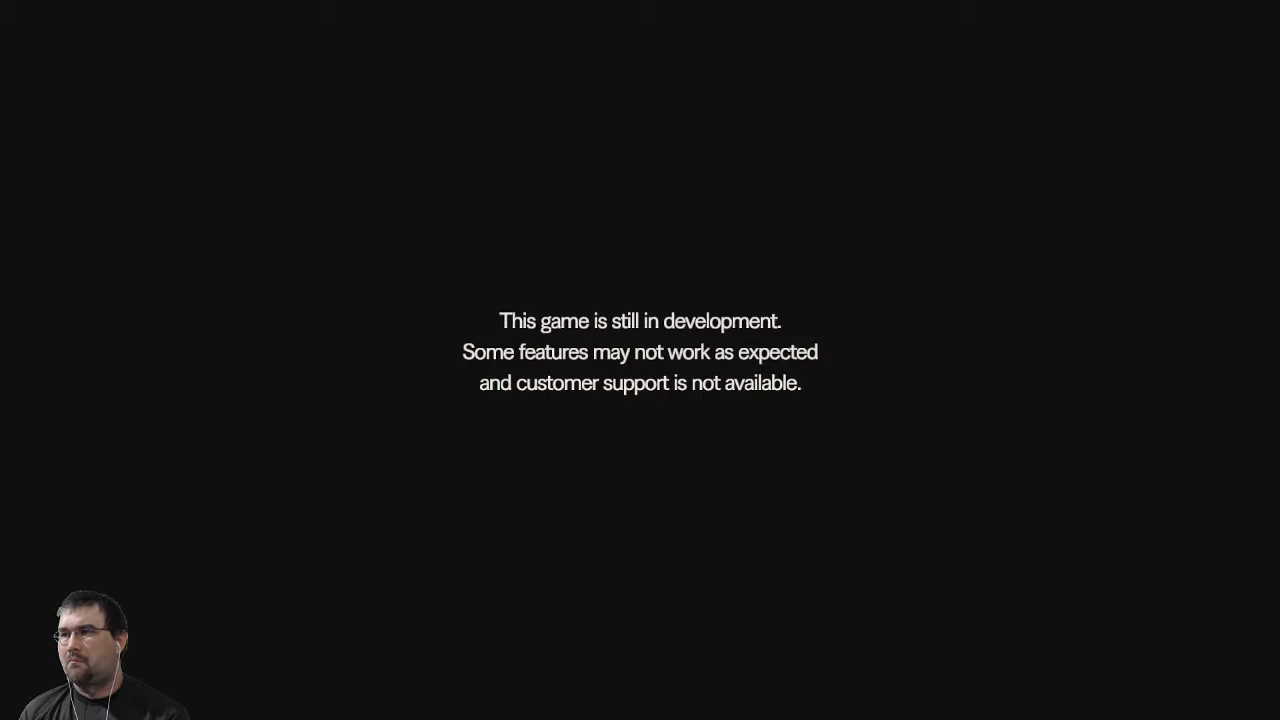 This game is still in development.
Some features may not work as expected
and customer support is not available.